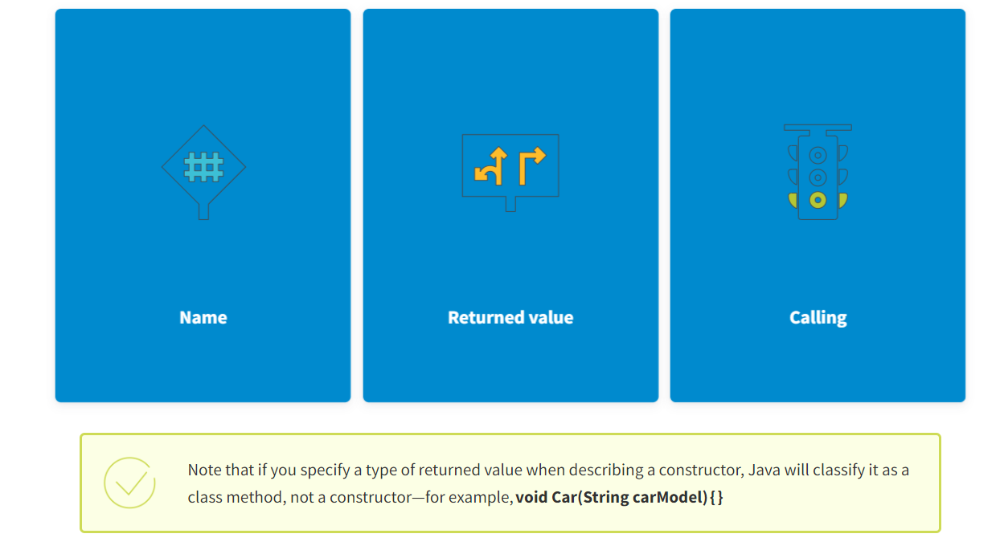 Name
Returned value
Calling
Note that if you specify a type of returned value when describing a constructor, Java will classify it as a
class method, not a constructor—for example, void Car(String carModel){}